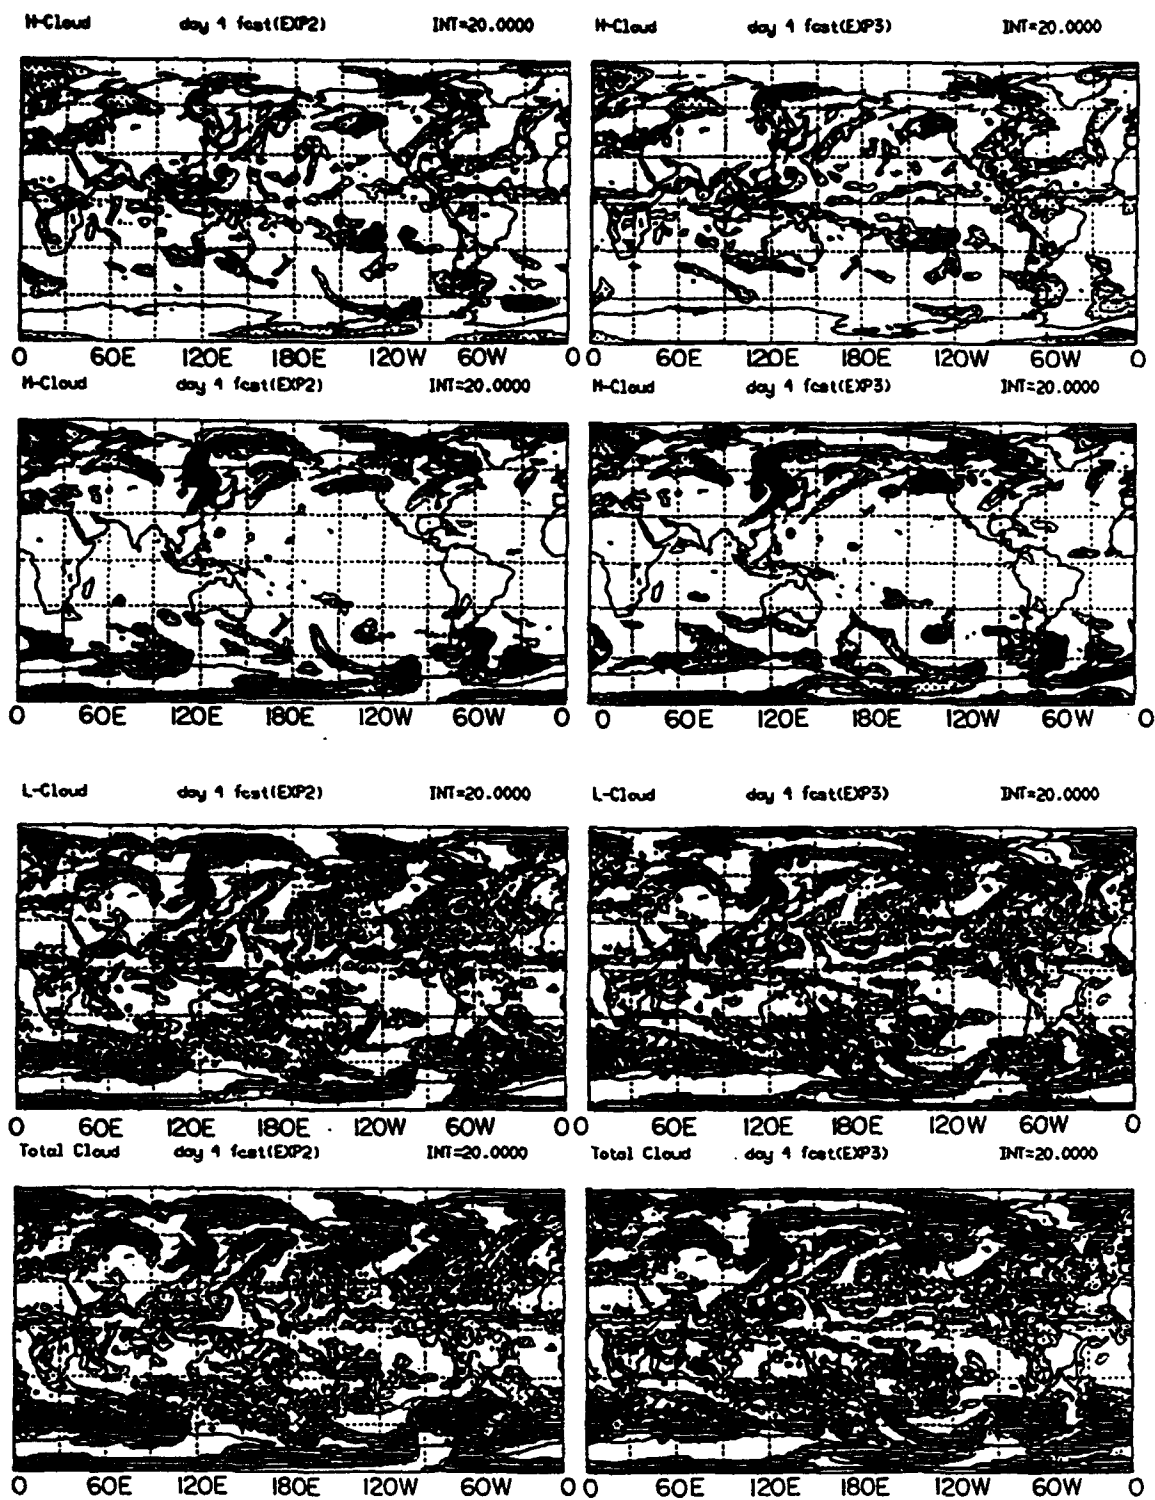 H-Cloud day 4 fcst(EXP2) INT=20.0000 H-Cloud day 4 fcst(EXP3) INT=20.0000
0 60E 120E 180E 120W 60W 0 0 60E 120E 180E 120W 60W 0
M-Cloud day 4 fcst(EXP2) INT=20.0000 M-Cloud day 4 fcst(EXP3) INT=20.0000
0 60E 120E 180E 120W 60W 0 0 60E 120E 180E 120W 60W 0
L-Cloud day 4 fcst(EXP2) INT=20.0000 L-Cloud day 4 fcst(EXP3) INT=20.0000
0 60E 120E 180E 120W 60W 0 0 60E 120E 180E 120W 60W 0
Total Cloud day 4 fcst(EXP2) INT=20.0000 Total Cloud day 4 fcst(EXP3) INT=20.0000
0 60E 120E 180E 120W 60W 0 0 60E 120E 180E 120W 60W 0